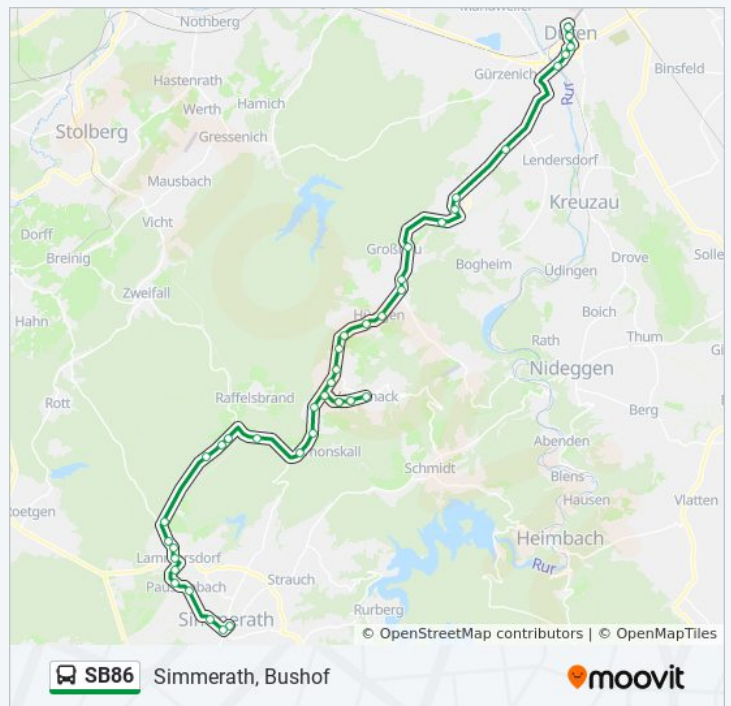 Nothberg
Düren
Hastenrath
Gürzenich
Binsfeld
Rur
Werth
Hamich
Stolberg
Gressenich
Lendersdorf
Mausbach
Kreuzau
Vicht
Dorff
Großhau
Breinig
Bogheim
Üdingen
Drove
Zweifall
Hahn
Boich
Rath
Thum
Nideggen
Raffelsbrand
Rott
Berg
Abenden
Schmidt
Blens
Hausen
Vlatten
Heimbach
Rur
Strauch
Rurberg
Simmerath
© OpenStreetMap contributors | © OpenMapTiles
SB86 Simmerath, Bushof
moovit